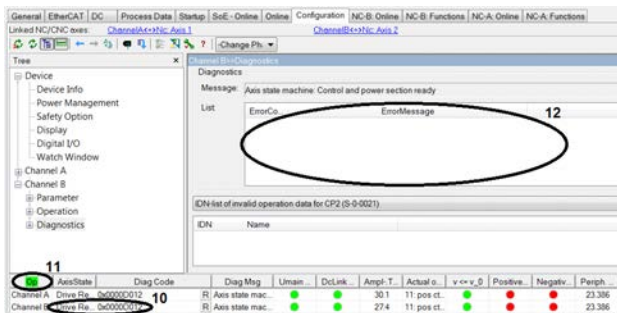 General EtherCAT DC Process Data Startup SoE - Online Online Configuration NC-B: Online NC-B: Functions NC-A: Online NC-A: Functions
Linked NC/CNC axes: ChannelA<->Nc: Axis 1 ChannelB<->Nc: Axis 2
? -Change Ph.
Tree × Channel B>>Diagnostics
Device
Device Info
Power Management
Safety Option
Display
Digital I/O
Watch Window
Channel A
Channel B
Parameter
Operation
Diagnostics
Diagnostics
Message: Axis state machine: Control and power section ready
List
ErrorCo... ErrorMessage 12
IDN-list of invalid operation data for CP2 (S-0-0021)
IDN Name
11
Op AxisState Diag Code Diag Msg Umain... DcLink... Ampl- T... Actual o... v <= v_0 Positive... Negativ... Periph...
Channel A Drive Re... 0x0000D012 10 R Axis state mac... 30.1 11: pos ct... 23.386
Channel B Drive Re... 0x0000D012 R Axis state mac... 27.4 11: pos ct... 23.386